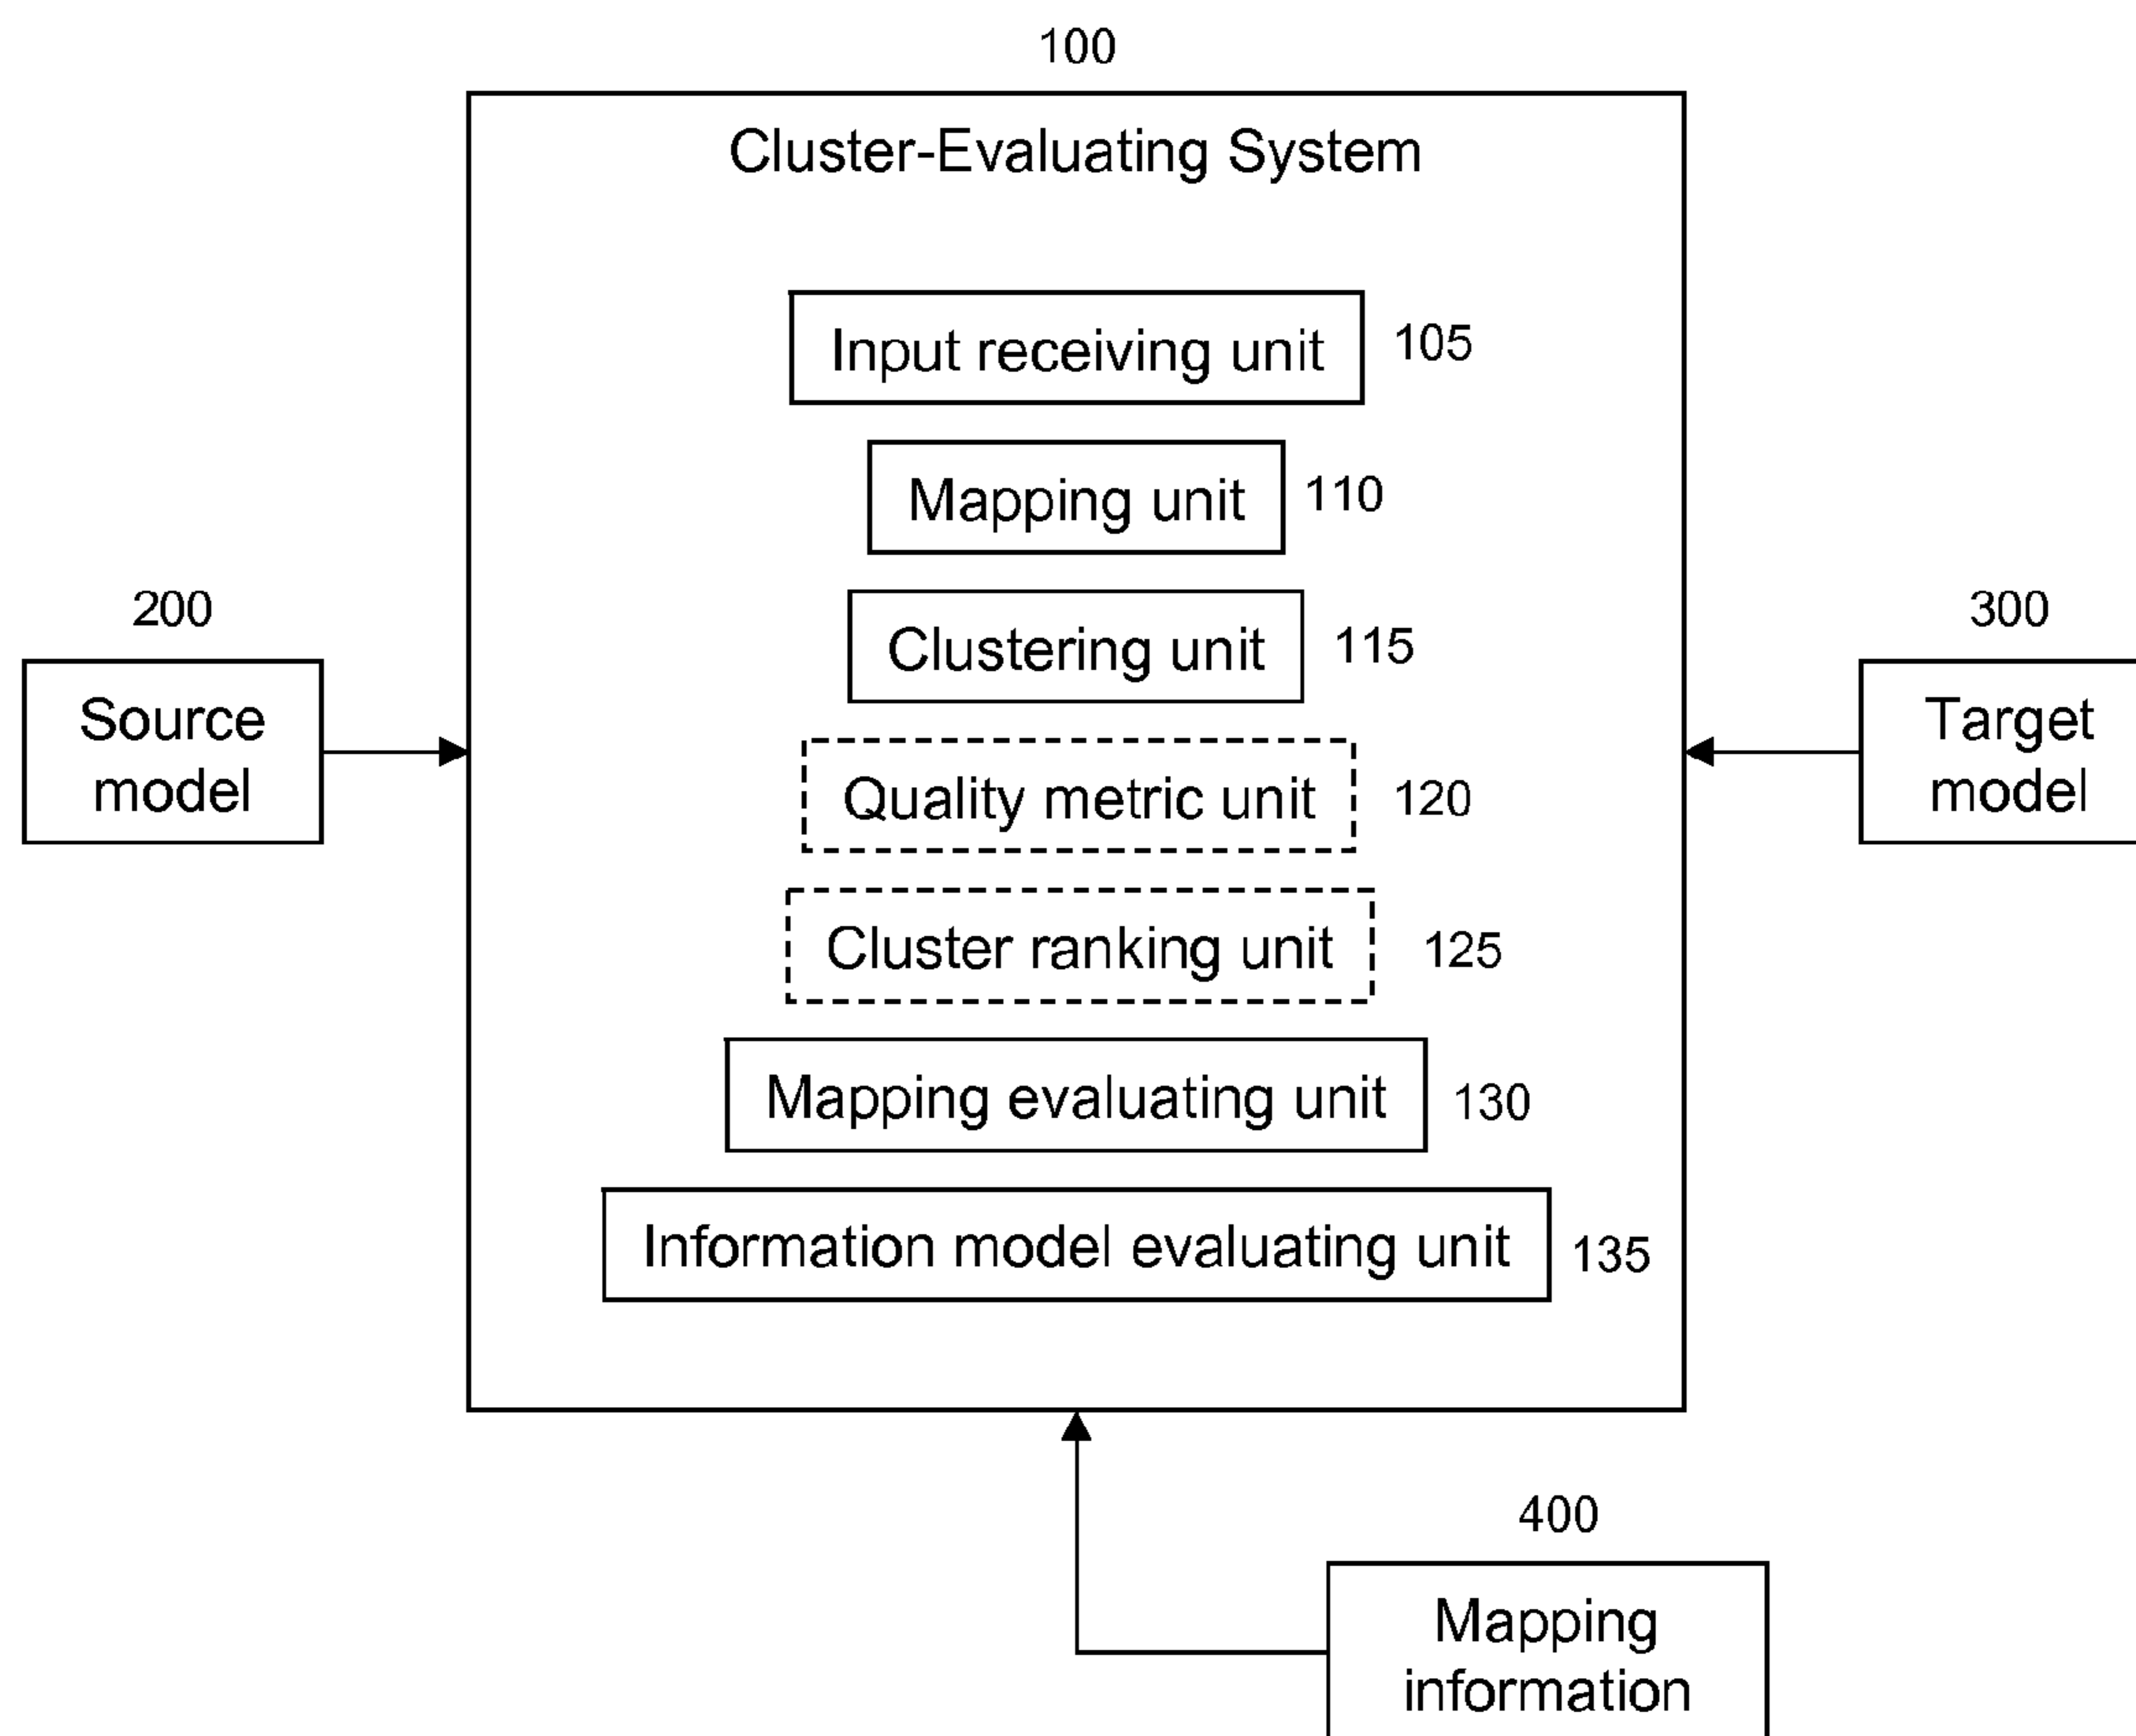 100
Cluster-Evaluating System
Input receiving unit 105
Mapping unit 110
Clustering unit 115
200
Source
model
300
Target
model
Quality metric unit 120
Cluster ranking unit 125
Mapping evaluating unit 130
Information model evaluating unit 135
400
Mapping
information